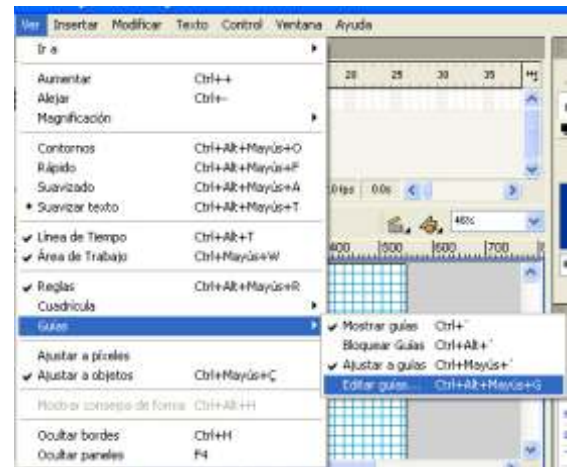 Ver Insertar Modificar Texto Control Ventana Ayuda
Ir a
Aumentar Ctrl++
Alejar Ctrl+-
Magnificación
Contornos Ctrl+Alt+Mayús+O
Rápido Ctrl+Alt+Mayús+F
Suavizado Ctrl+Alt+Mayús+A
Suavizar texto Ctrl+Alt+Mayús+T
Línea de Tiempo Ctrl+Alt+T
Área de Trabajo Ctrl+Mayús+W
Reglas Ctrl+Alt+Mayús+R
Cuadrícula
Guías
Ajustar a píxeles
Ajustar a objetos Ctrl+Mayús+Ç
Mostrar consejos de forma Ctrl+Alt+H
Ocultar bordes Ctrl+H
Ocultar paneles F4
20 25 30 35
0.0s
46%
400 500 600 700
Mostrar guías Ctrl+´
Bloquear Guías Ctrl+Alt+´
Ajustar a guías Ctrl+Mayús+´
Editar guías... Ctrl+Alt+Mayús+G